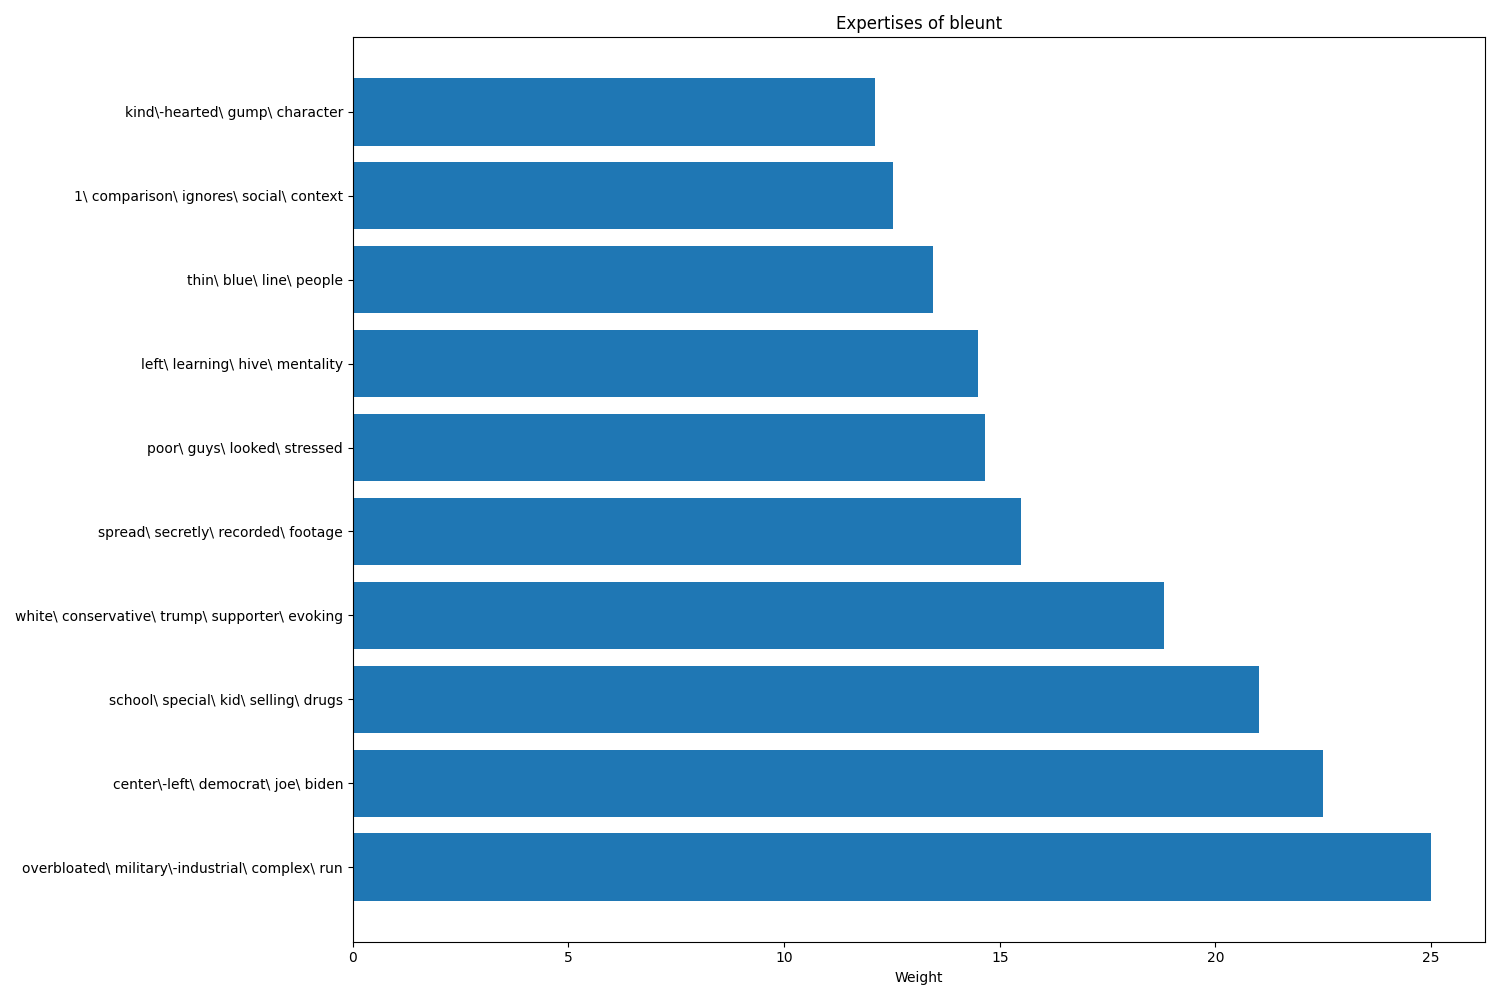 Expertises of bleunt
kind\-hearted\ gump\ character
1\ comparison\ ignores\ social\ context
thin\ blue\ line\ people
left\ learning\ hive\ mentality
poor\ guys\ looked\ stressed
spread\ secretly\ recorded\ footage
white\ conservative\ trump\ supporter\ evoking
school\ special\ kid\ selling\ drugs
center\-left\ democrat\ joe\ biden
overbloated\ military\-industrial\ complex\ run
0 5 10 15 20 25
Weight